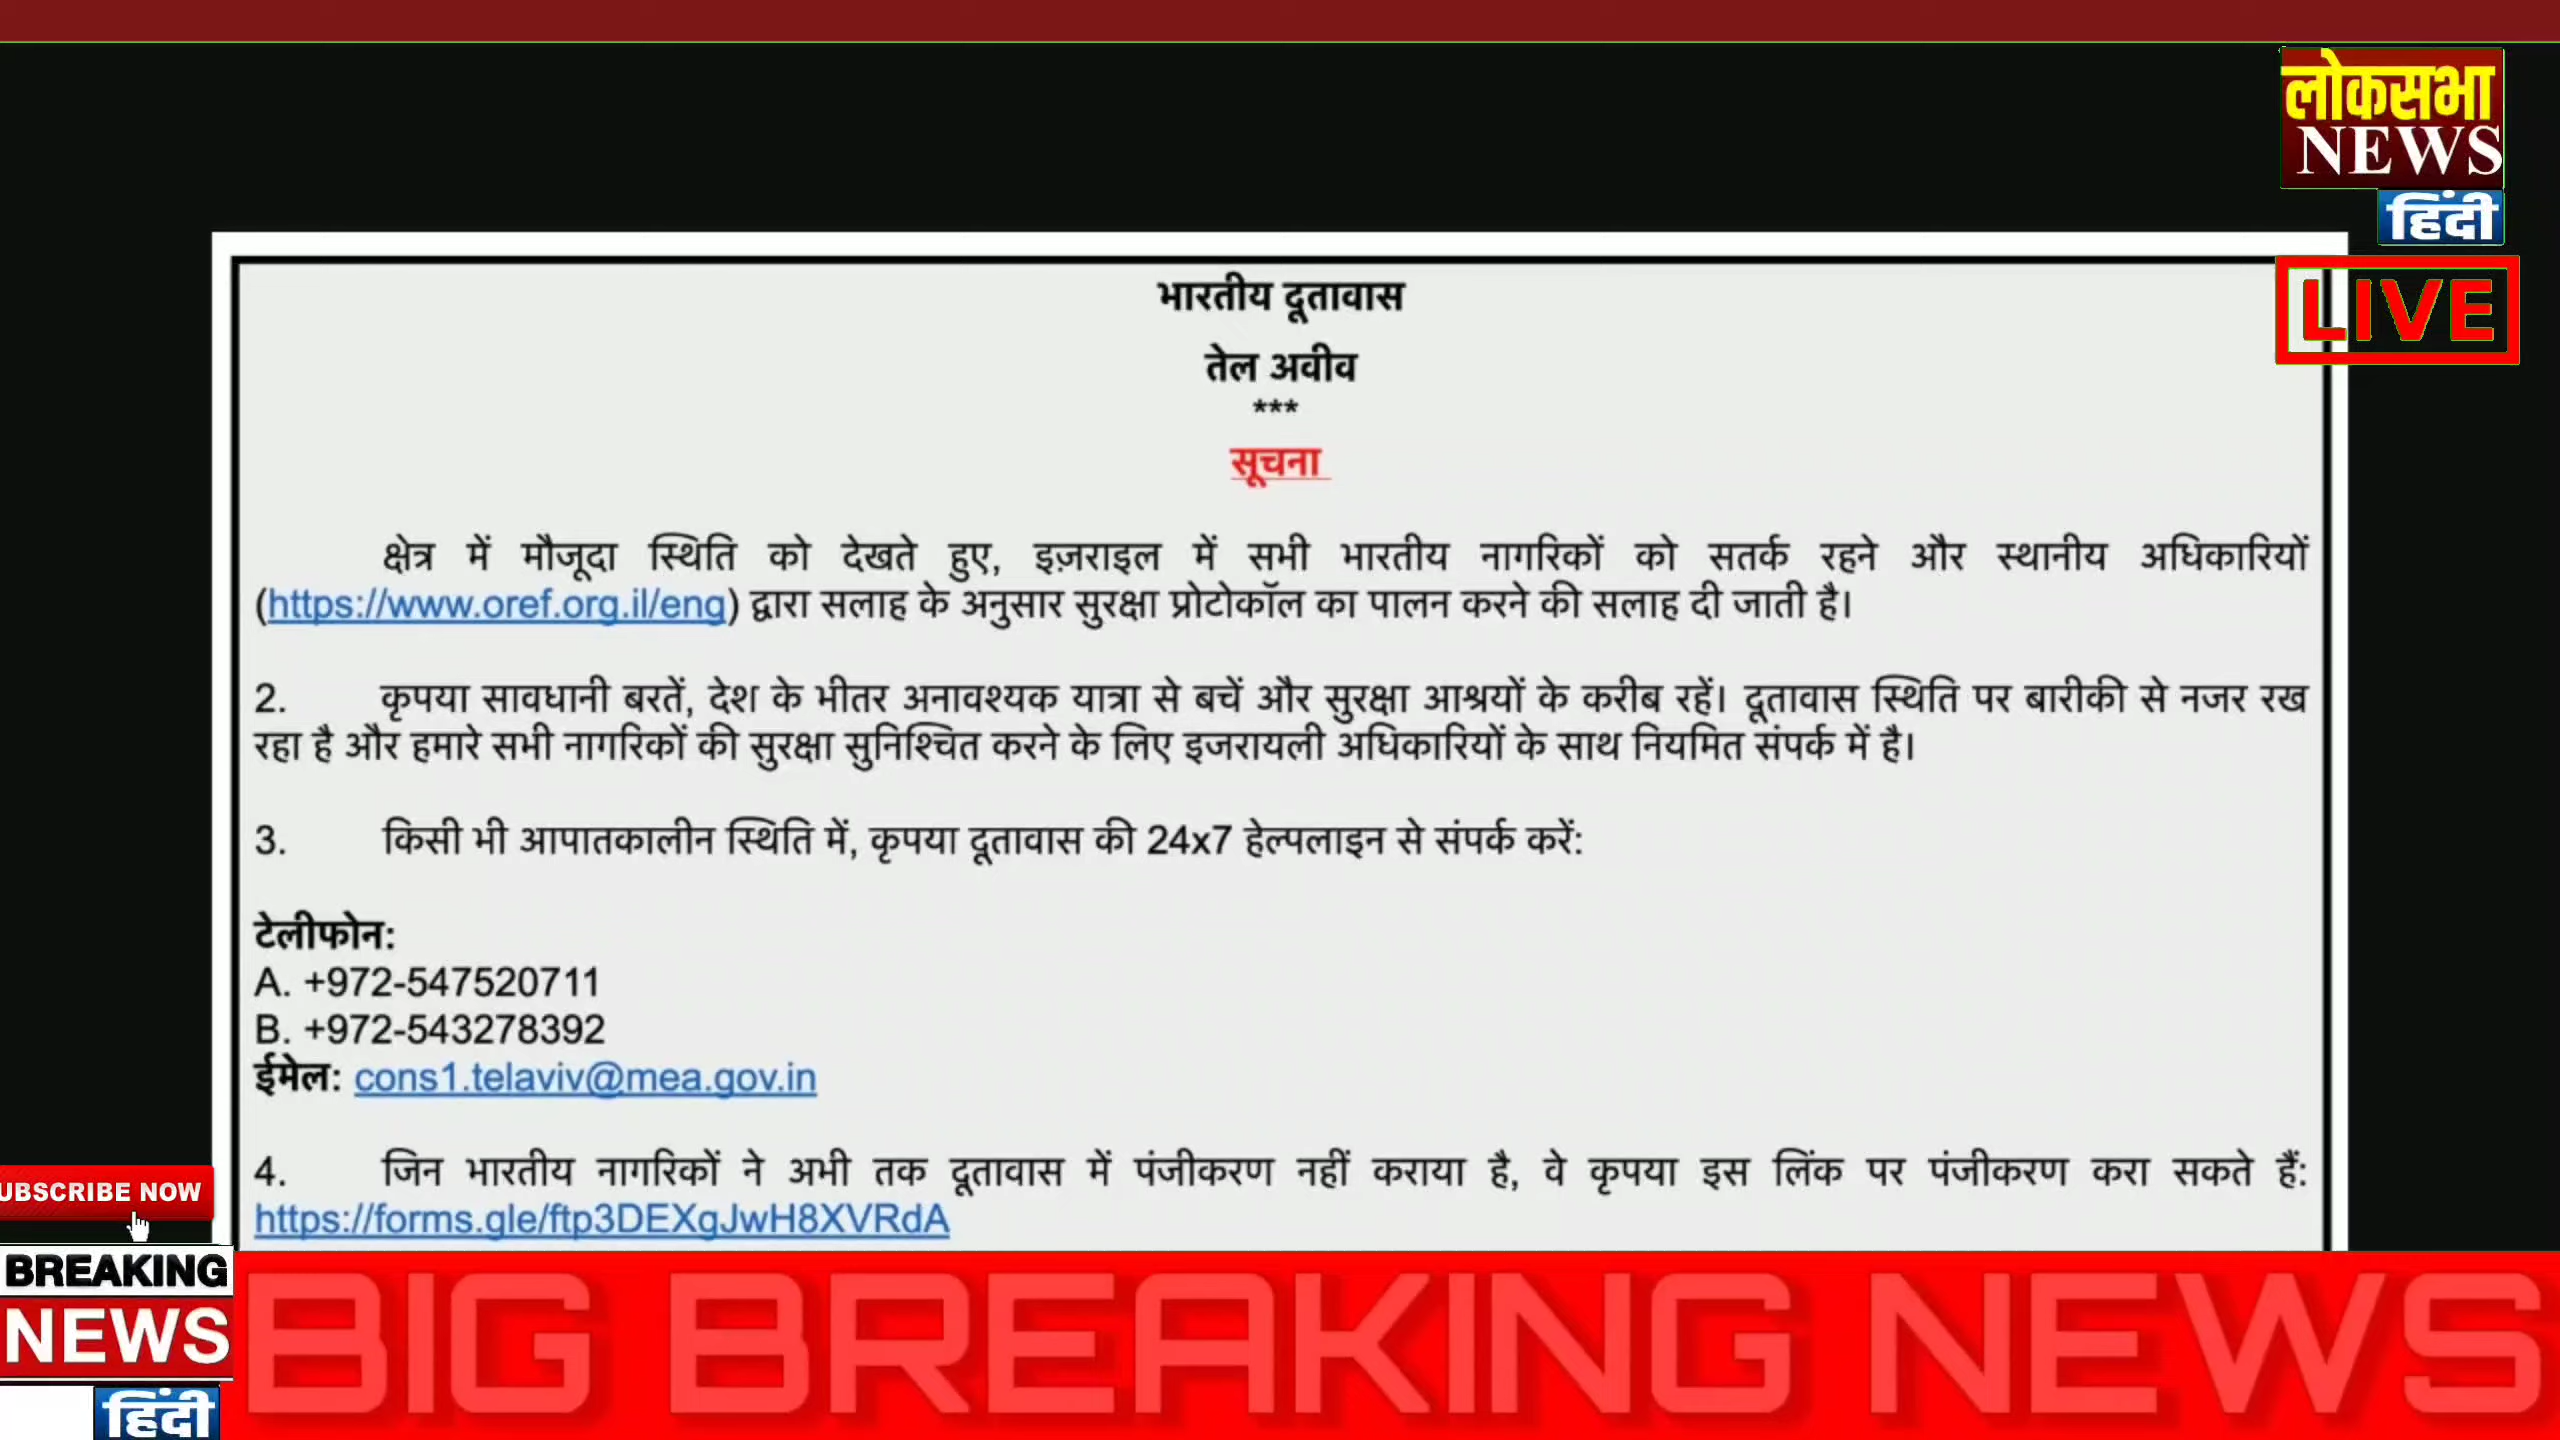 लोकसभा
NEWS
हिंदी
LIVE
भारतीय दूतावास
तेल अवीव
***
सूचना
क्षेत्र में मौजूदा स्थिति को देखते हुए, इज़राइल में सभी भारतीय नागरिकों को सतर्क रहने और स्थानीय अधिकारियों
(https://www.oref.org.il/eng) द्वारा सलाह के अनुसार सुरक्षा प्रोटोकॉल का पालन करने की सलाह दी जाती है।
2. कृपया सावधानी बरतें, देश के भीतर अनावश्यक यात्रा से बचें और सुरक्षा आश्रयों के करीब रहें। दूतावास स्थिति पर बारीकी से नजर रख
रहा है और हमारे सभी नागरिकों की सुरक्षा सुनिश्चित करने के लिए इजरायली अधिकारियों के साथ नियमित संपर्क में है।
3. किसी भी आपातकालीन स्थिति में, कृपया दूतावास की 24x7 हेल्पलाइन से संपर्क करें:
टेलीफोन:
A. +972-547520711
B. +972-543278392
ईमेल: cons1.telaviv@mea.gov.in
4. जिन भारतीय नागरिकों ने अभी तक दूतावास में पंजीकरण नहीं कराया है, वे कृपया इस लिंक पर पंजीकरण करा सकते हैं:
https://forms.gle/ftp3DEXgJwH8XVRdA
UBSCRIBE NOW
BREAKING
NEWS
हिंदी
BIG BREAKING NEWS